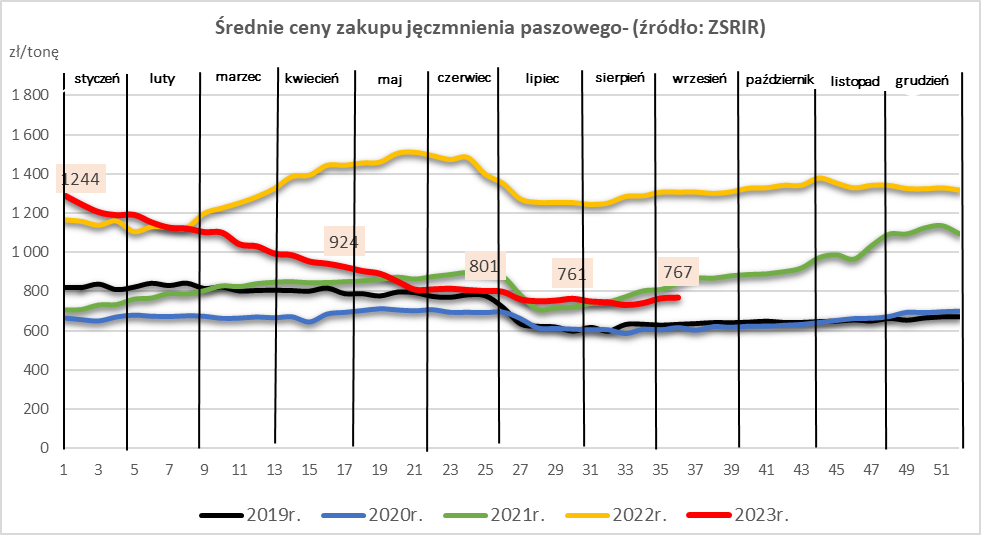 Średnie ceny zakupu jęczmienia paszowego- (źródło: ZSRIR)
zł/tonę
styczeń luty marzec kwiecień maj czerwiec lipiec sierpień wrzesień październik listopad grudzień
1 800
1 600
1 400
1244
1 200
1 000
924
801 761 767
800
600
400
200
0
1 3 5 7 9 11 13 15 17 19 21 23 25 27 29 31 33 35 37 39 41 43 45 47 49 51
2019r. 2020r. 2021r. 2022r. 2023r.